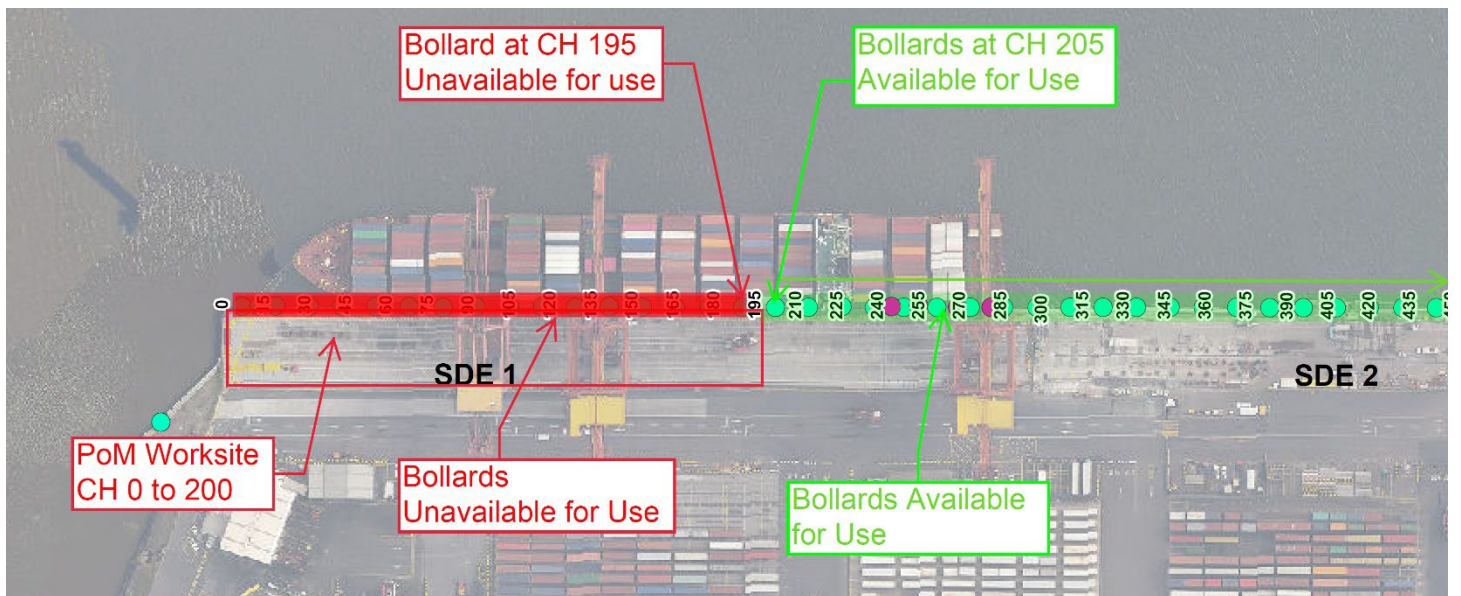 Bollard at CH 195
Unavailable for use
Bollards at CH 205
Available for Use
0
15
30
45
60
75
90
105
120
135
150
165
180
195
210
225
240
255
270
285
300
315
330
345
360
375
390
405
420
435
450
SDE 1
SDE 2
PoM Worksite
CH 0 to 200
Bollards
Unavailable for Use
Bollards Available
for Use